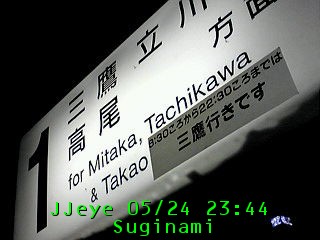 1
三鷹 立川 方面
高尾
for Mitaka, Tachikawa
& Takao
8:30ころから22:30ころまでは
三鷹行きです
JJeye 05/24 23:44
Suginami